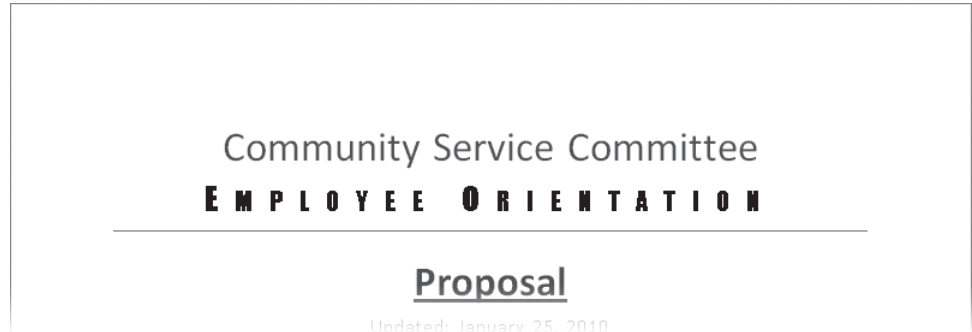 Community Service Committee
EMPLOYEE ORIENTATION
Proposal
Updated: January 25, 2010